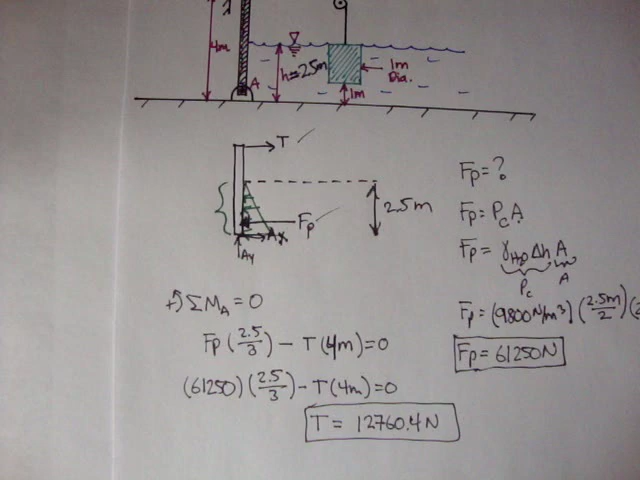 4m
h=2.5m
1m
Dia.
A
1m
T
2.5m
Fp
Ax
Ay
Fp = ?
Fp = PcA
Fp = γH₂O Δh A
Pc A
Fp = (9800N/m³) (2.5m/2) (2
Fp = 61250N
+↺ ΣMA = 0
Fp(2.5/3) - T(4m) = 0
(61250)(2.5/3) - T(4m) = 0
T = 12760.4N